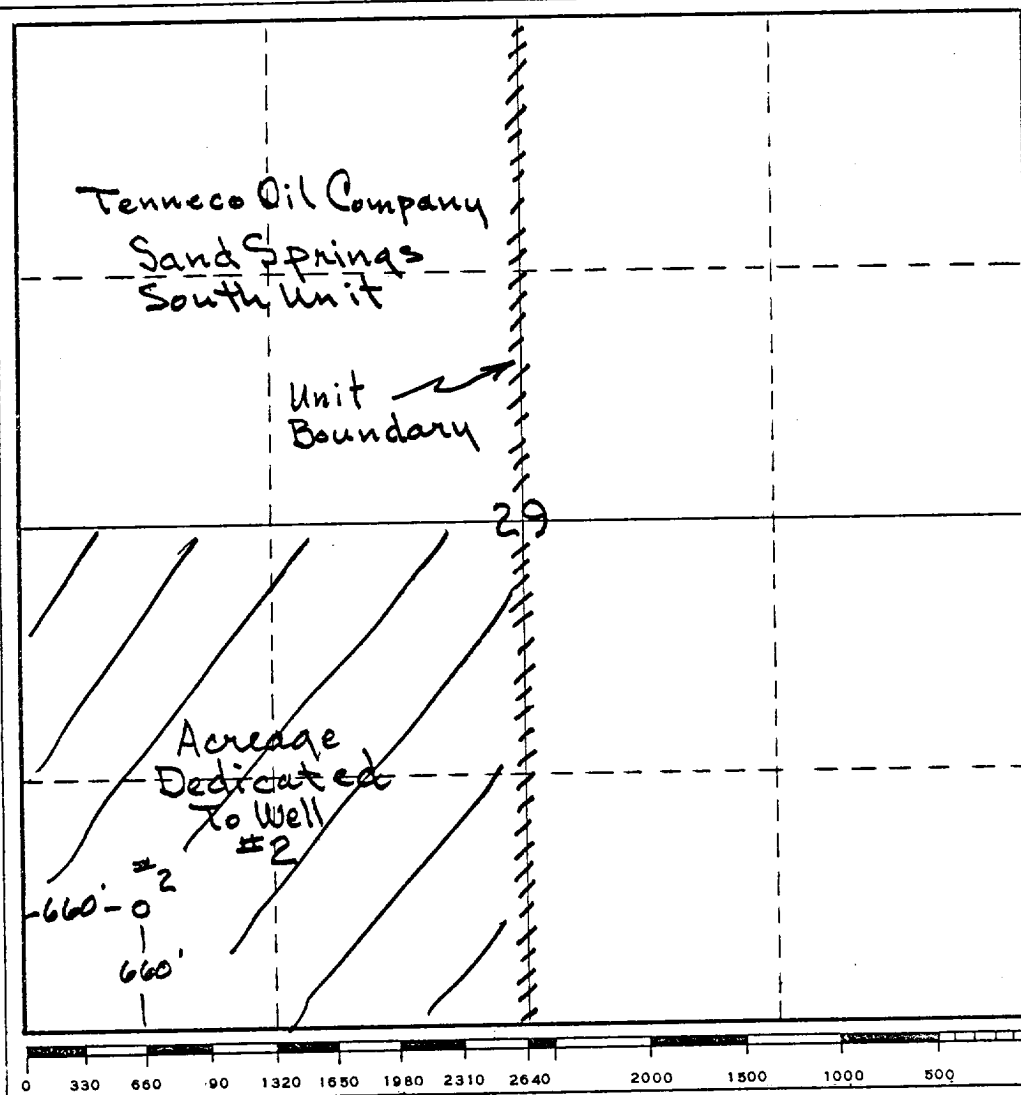 Tenneco Oil Company
Sand Springs
South Unit
Unit
Boundary
29
Acreage
Dedicated
To Well
#2
#2
660'
660'
0 330 660 90 1320 1650 1980 2310 2640 2000 1500 1000 500